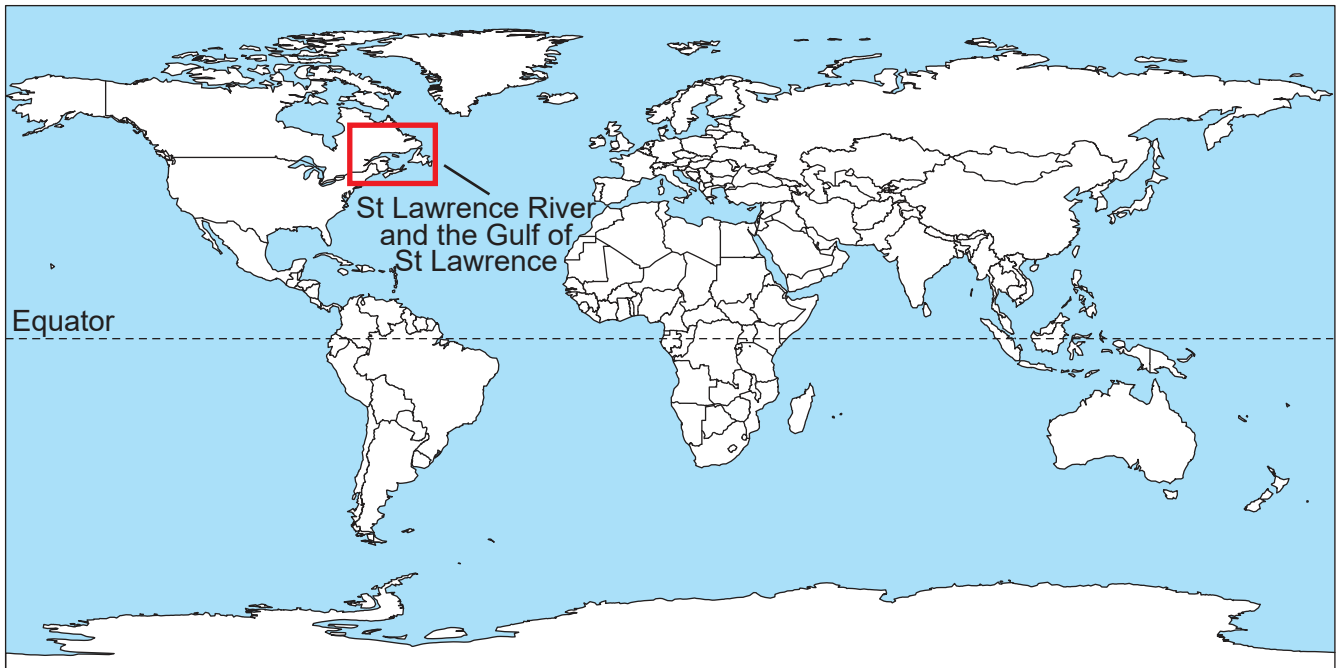 St Lawrence River
and the Gulf of
St Lawrence
Equator